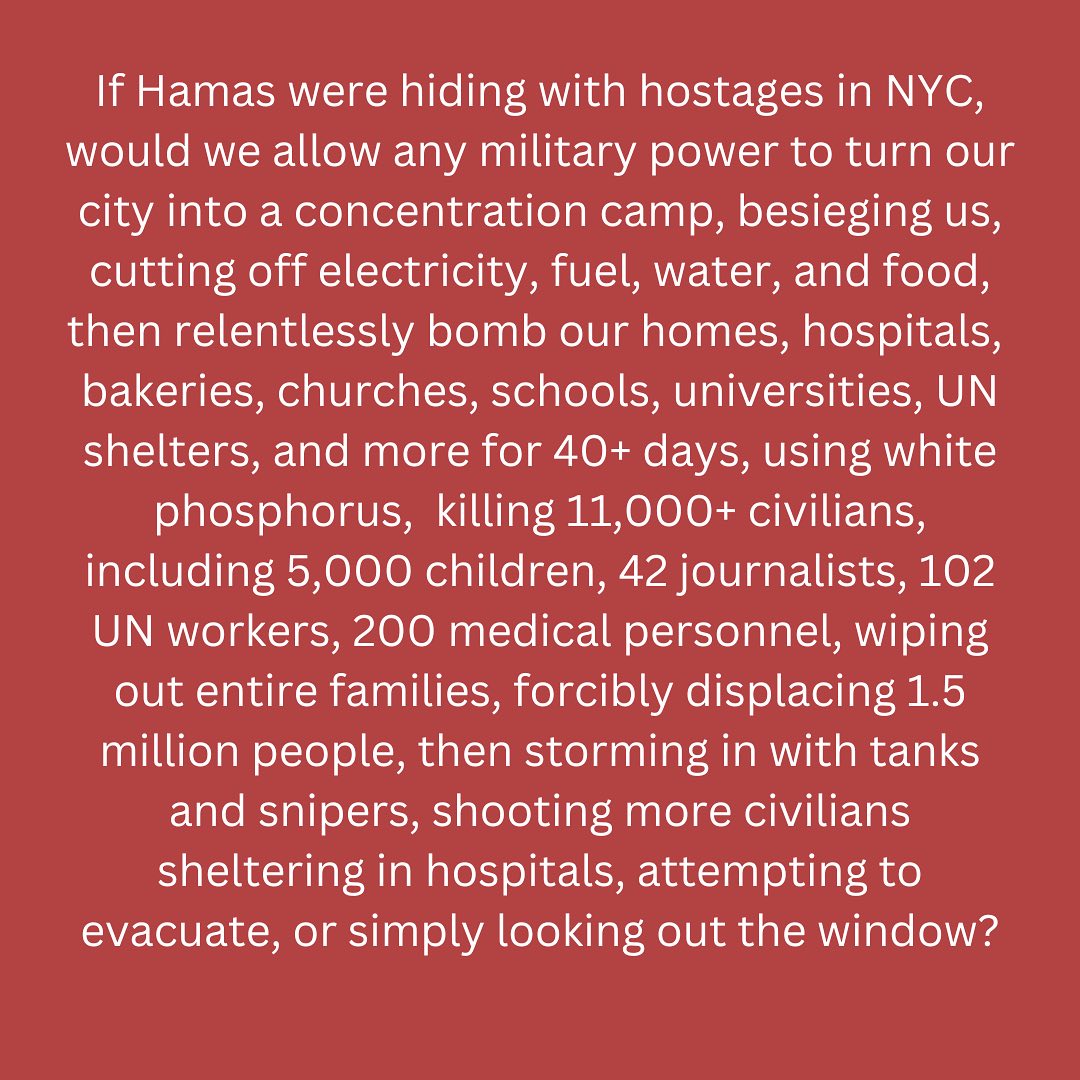 If Hamas were hiding with hostages in NYC,
would we allow any military power to turn our
city into a concentration camp, besieging us,
cutting off electricity, fuel, water, and food,
then relentlessly bomb our homes, hospitals,
bakeries, churches, schools, universities, UN
shelters, and more for 40+ days, using white
phosphorus,  killing 11,000+ civilians,
including 5,000 children, 42 journalists, 102
UN workers, 200 medical personnel, wiping
out entire families, forcibly displacing 1.5
million people, then storming in with tanks
and snipers, shooting more civilians
sheltering in hospitals, attempting to
evacuate, or simply looking out the window?